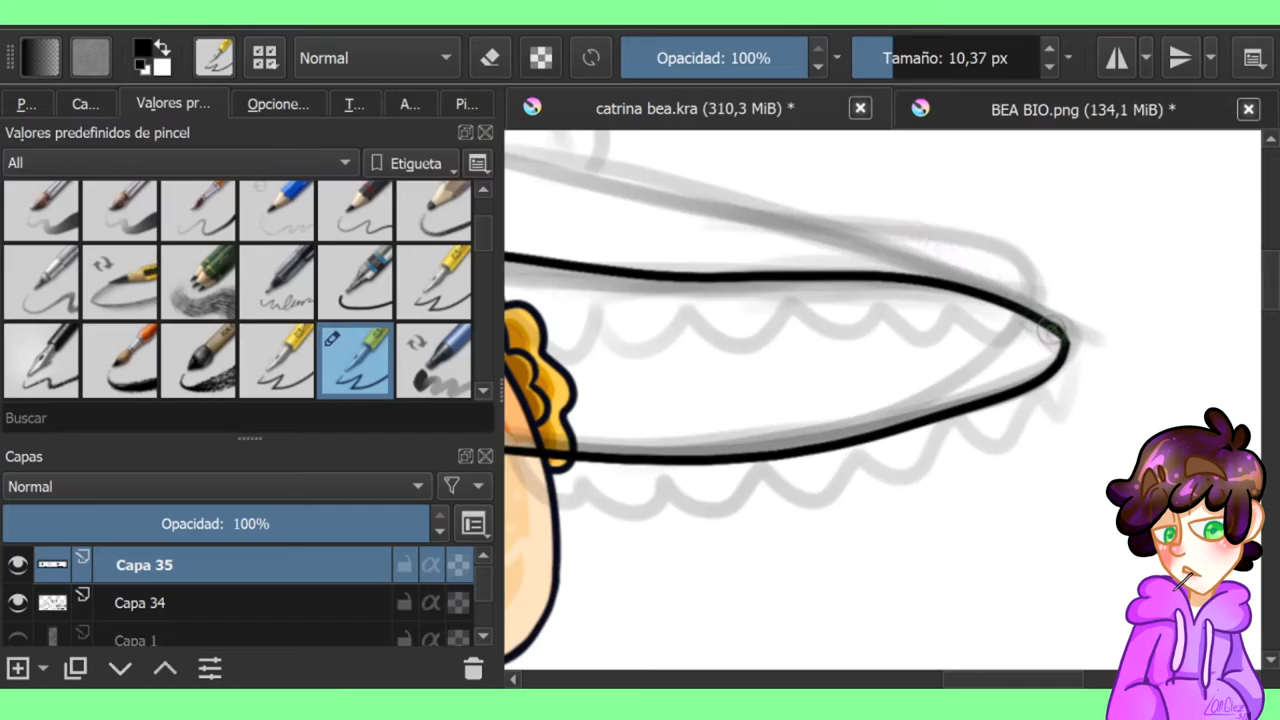 Normal
Opacidad: 100%
Tamaño: 10,37 px
P...
Ca...
Valores pr...
Opcione...
T...
A...
Pi...
catrina bea.kra (310,3 MiB) *
BEA BIO.png (134,1 MiB) *
Valores predefinidos de pincel
All
Etiqueta
Buscar
Capas
Normal
Opacidad: 100%
Capa 35
Capa 34
Capa 1